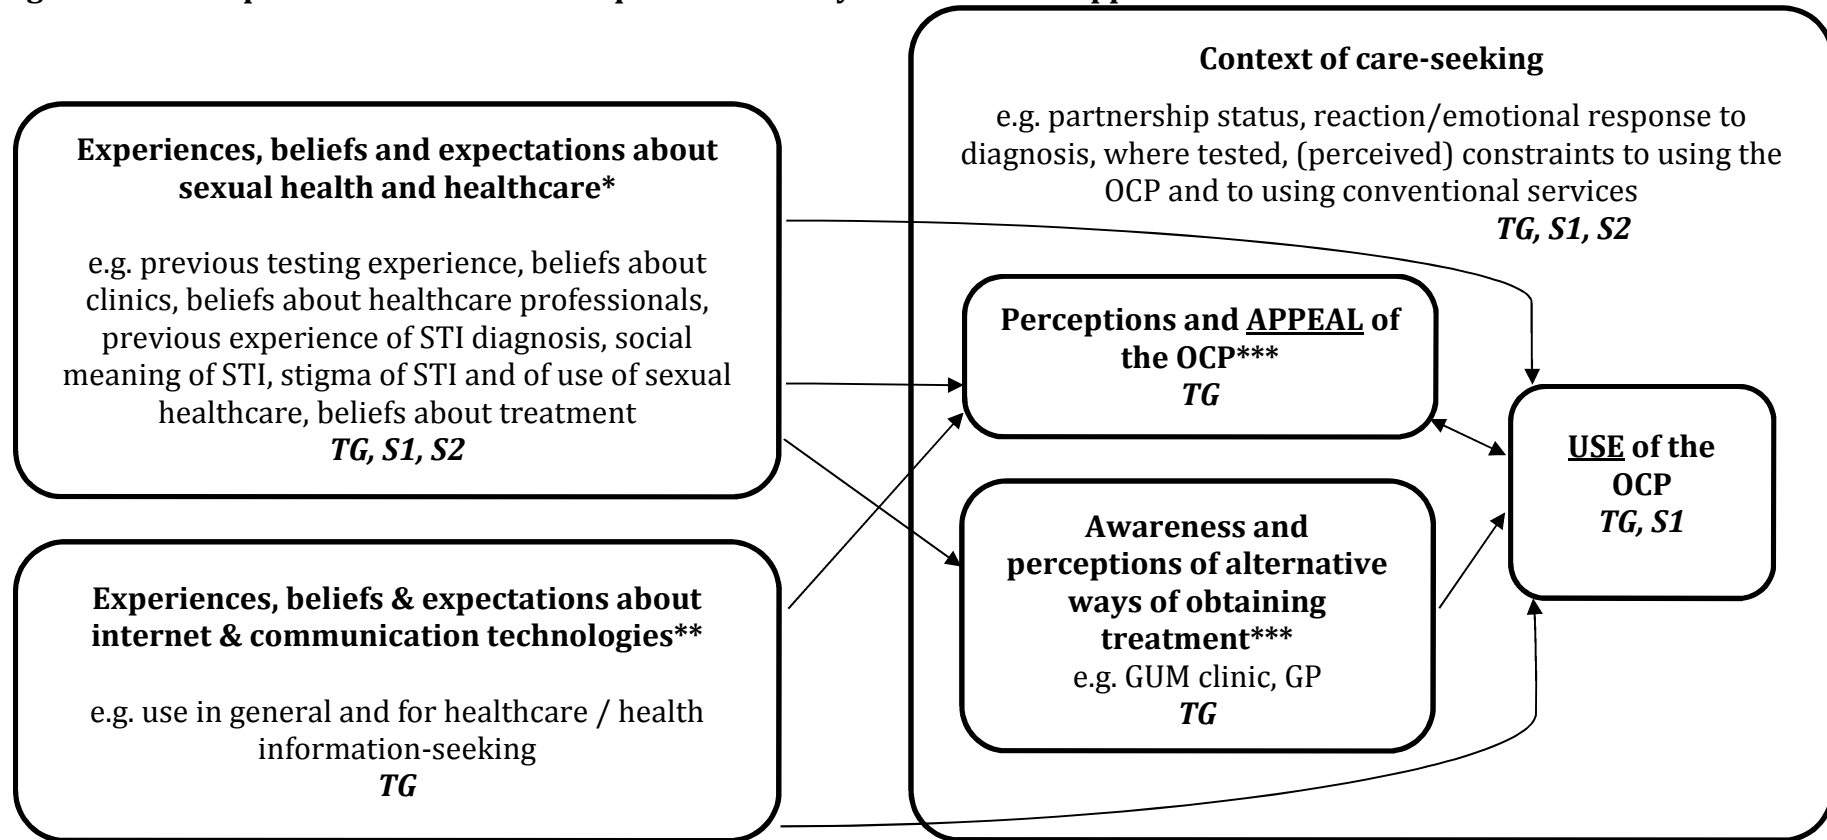 Experiences, beliefs and expectations about
sexual health and healthcare*
e.g. previous testing experience, beliefs about
clinics, beliefs about healthcare professionals,
previous experience of STI diagnosis, social
meaning of STI, stigma of STI and of use of sexual
healthcare, beliefs about treatment
TG, S1, S2
Experiences, beliefs & expectations about
internet & communication technologies**
e.g. use in general and for healthcare / health
information-seeking
TG
Context of care-seeking
e.g. partnership status, reaction/emotional response to
diagnosis, where tested, (perceived) constraints to using the
OCP and to using conventional services
TG, S1, S2
Perceptions and APPEAL of
the OCP***
TG
Awareness and
perceptions of alternative
ways of obtaining
treatment***
e.g. GUM clinic, GP
TG
USE of the
OCP
TG, S1